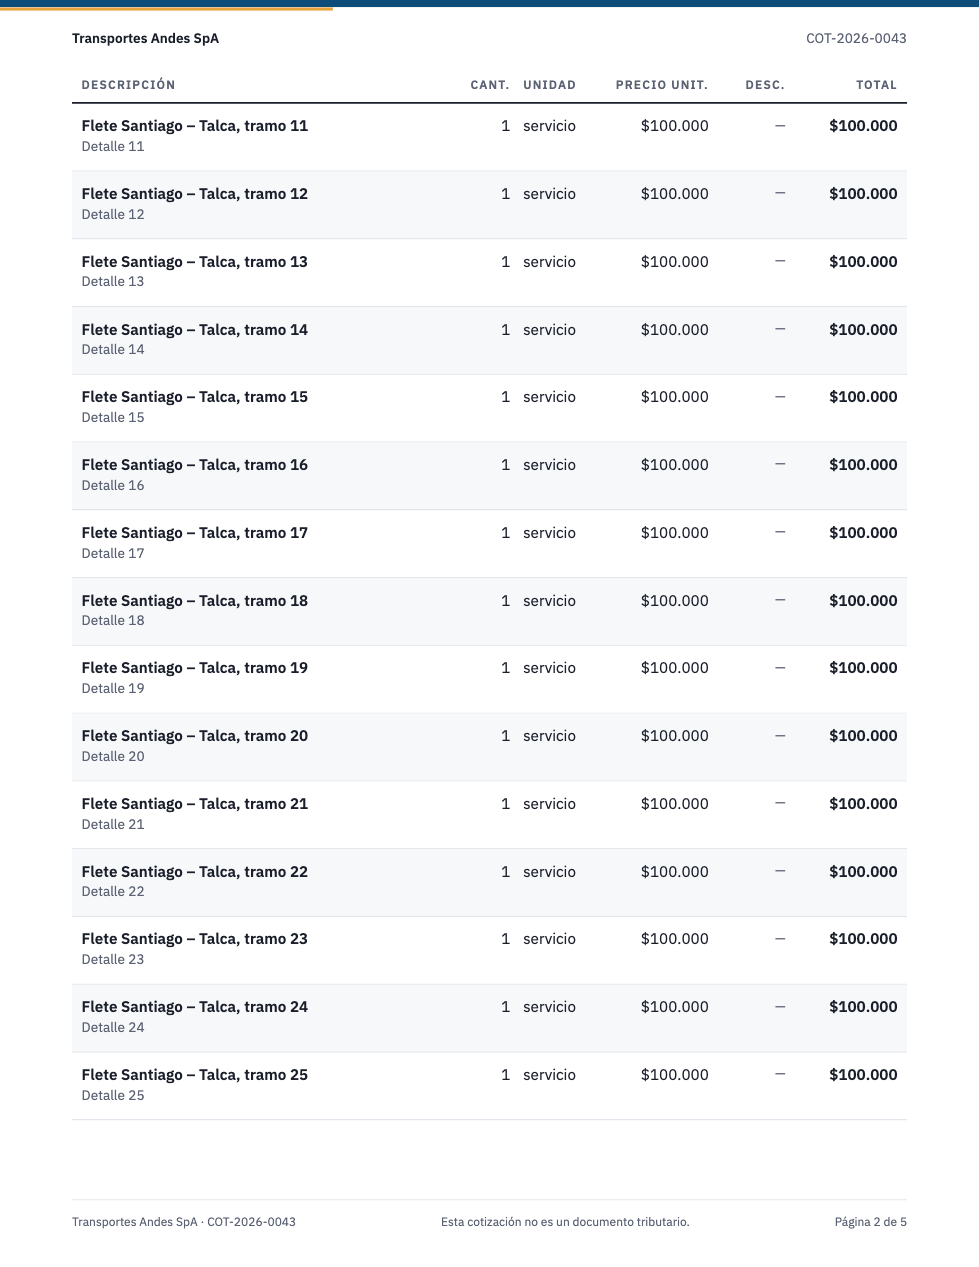 Transportes Andes SpA COT-2026-0043
DESCRIPCIÓN CANT. UNIDAD PRECIO UNIT. DESC. TOTAL
Flete Santiago – Talca, tramo 11 1 servicio $100.000 — $100.000
Detalle 11
Flete Santiago – Talca, tramo 12 1 servicio $100.000 — $100.000
Detalle 12
Flete Santiago – Talca, tramo 13 1 servicio $100.000 — $100.000
Detalle 13
Flete Santiago – Talca, tramo 14 1 servicio $100.000 — $100.000
Detalle 14
Flete Santiago – Talca, tramo 15 1 servicio $100.000 — $100.000
Detalle 15
Flete Santiago – Talca, tramo 16 1 servicio $100.000 — $100.000
Detalle 16
Flete Santiago – Talca, tramo 17 1 servicio $100.000 — $100.000
Detalle 17
Flete Santiago – Talca, tramo 18 1 servicio $100.000 — $100.000
Detalle 18
Flete Santiago – Talca, tramo 19 1 servicio $100.000 — $100.000
Detalle 19
Flete Santiago – Talca, tramo 20 1 servicio $100.000 — $100.000
Detalle 20
Flete Santiago – Talca, tramo 21 1 servicio $100.000 — $100.000
Detalle 21
Flete Santiago – Talca, tramo 22 1 servicio $100.000 — $100.000
Detalle 22
Flete Santiago – Talca, tramo 23 1 servicio $100.000 — $100.000
Detalle 23
Flete Santiago – Talca, tramo 24 1 servicio $100.000 — $100.000
Detalle 24
Flete Santiago – Talca, tramo 25 1 servicio $100.000 — $100.000
Detalle 25
Transportes Andes SpA · COT-2026-0043 Esta cotización no es un documento tributario. Página 2 de 5